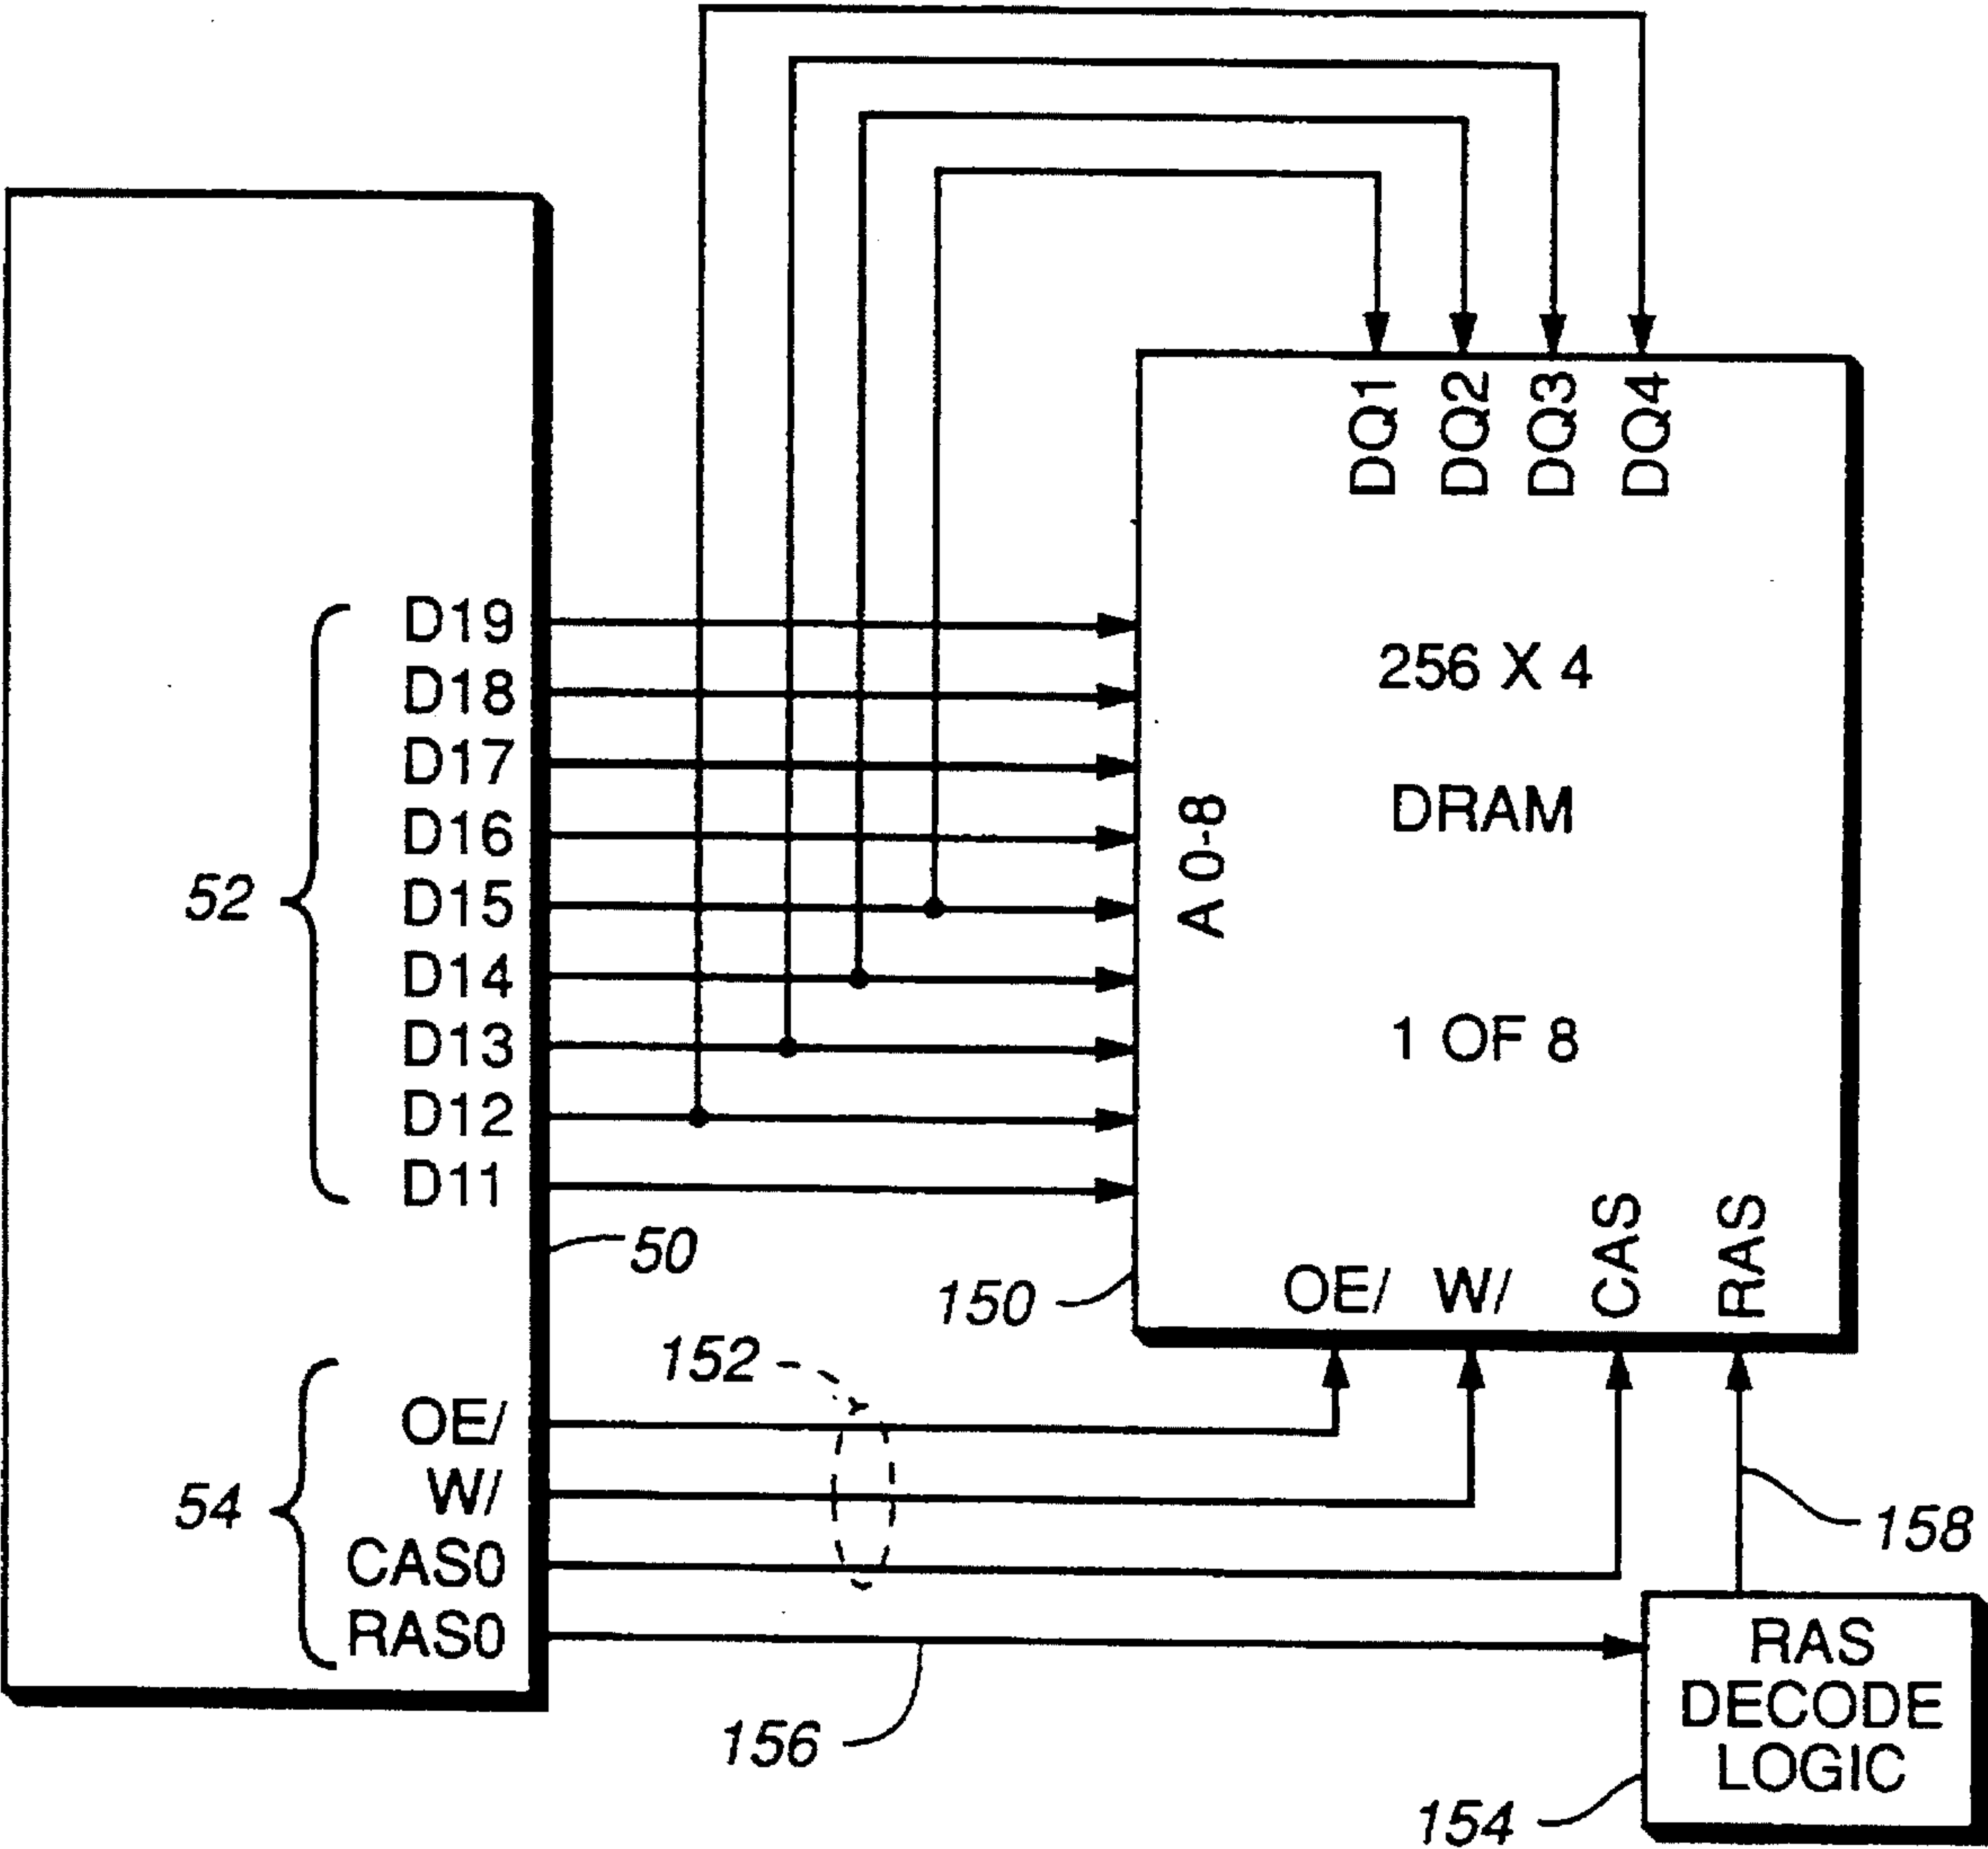 DQ1
DQ2
DQ3
DQ4
D19
D18
D17
D16
D15
D14
D13
D12
D11
52
256 X 4
DRAM
1 OF 8
A 0-8
50
150
OE/ W/ CAS RAS
152
OE/
W/
CAS0
RAS0
54
158
156
RAS
DECODE
LOGIC
154